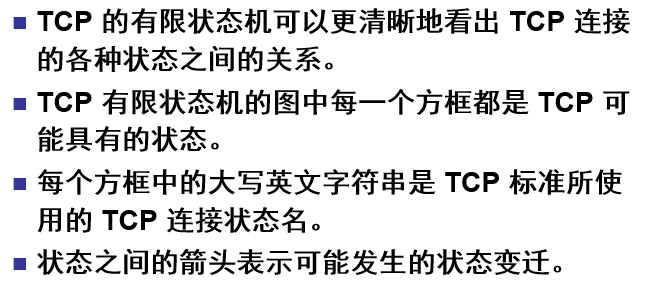 TCP 的有限状态机可以更清晰地看出 TCP 连接
的各种状态之间的关系。
TCP 有限状态机的图中每一个方框都是 TCP 可
能具有的状态。
每个方框中的大写英文字符串是 TCP 标准所使
用的 TCP 连接状态名。
状态之间的箭头表示可能发生的状态变迁。